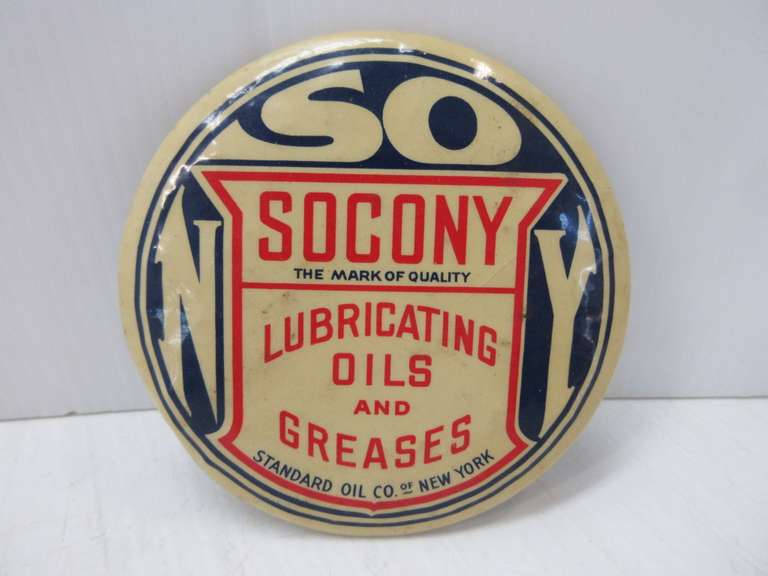 SO
N Y
SOCONY
THE MARK OF QUALITY
LUBRICATING
OILS
AND
GREASES
STANDARD OIL CO. OF NEW YORK